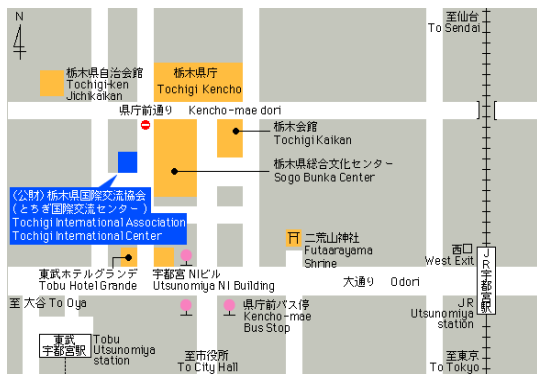 N
至仙台
To Sendai
栃木県自治会館
Tochigi-ken
Jichikaikan
栃木県庁
Tochigi Kencho
県庁前通り Kencho-mae dori
栃木会館
Tochigi Kaikan
栃木県総合文化センター
Sogo Bunka Center
(公財)栃木県国際交流協会
(とちぎ国際交流センター)
Tochigi International Association
Tochigi International Center
二荒山神社
Futaarayama
Shrine
西口
West Exit
JR宇都宮駅
東武ホテルグランデ
Tobu Hotel Grande
宇都宮 NIビル
Utsunomiya NI Building
大通り Odori
至 大谷 To Oya
県庁前バス停
Kencho-mae
Bus Stop
JR
Utsunomiya
station
東武
宇都宮駅
Tobu
Utsunomiya
station
至市役所
To City Hall
至東京
To Tokyo